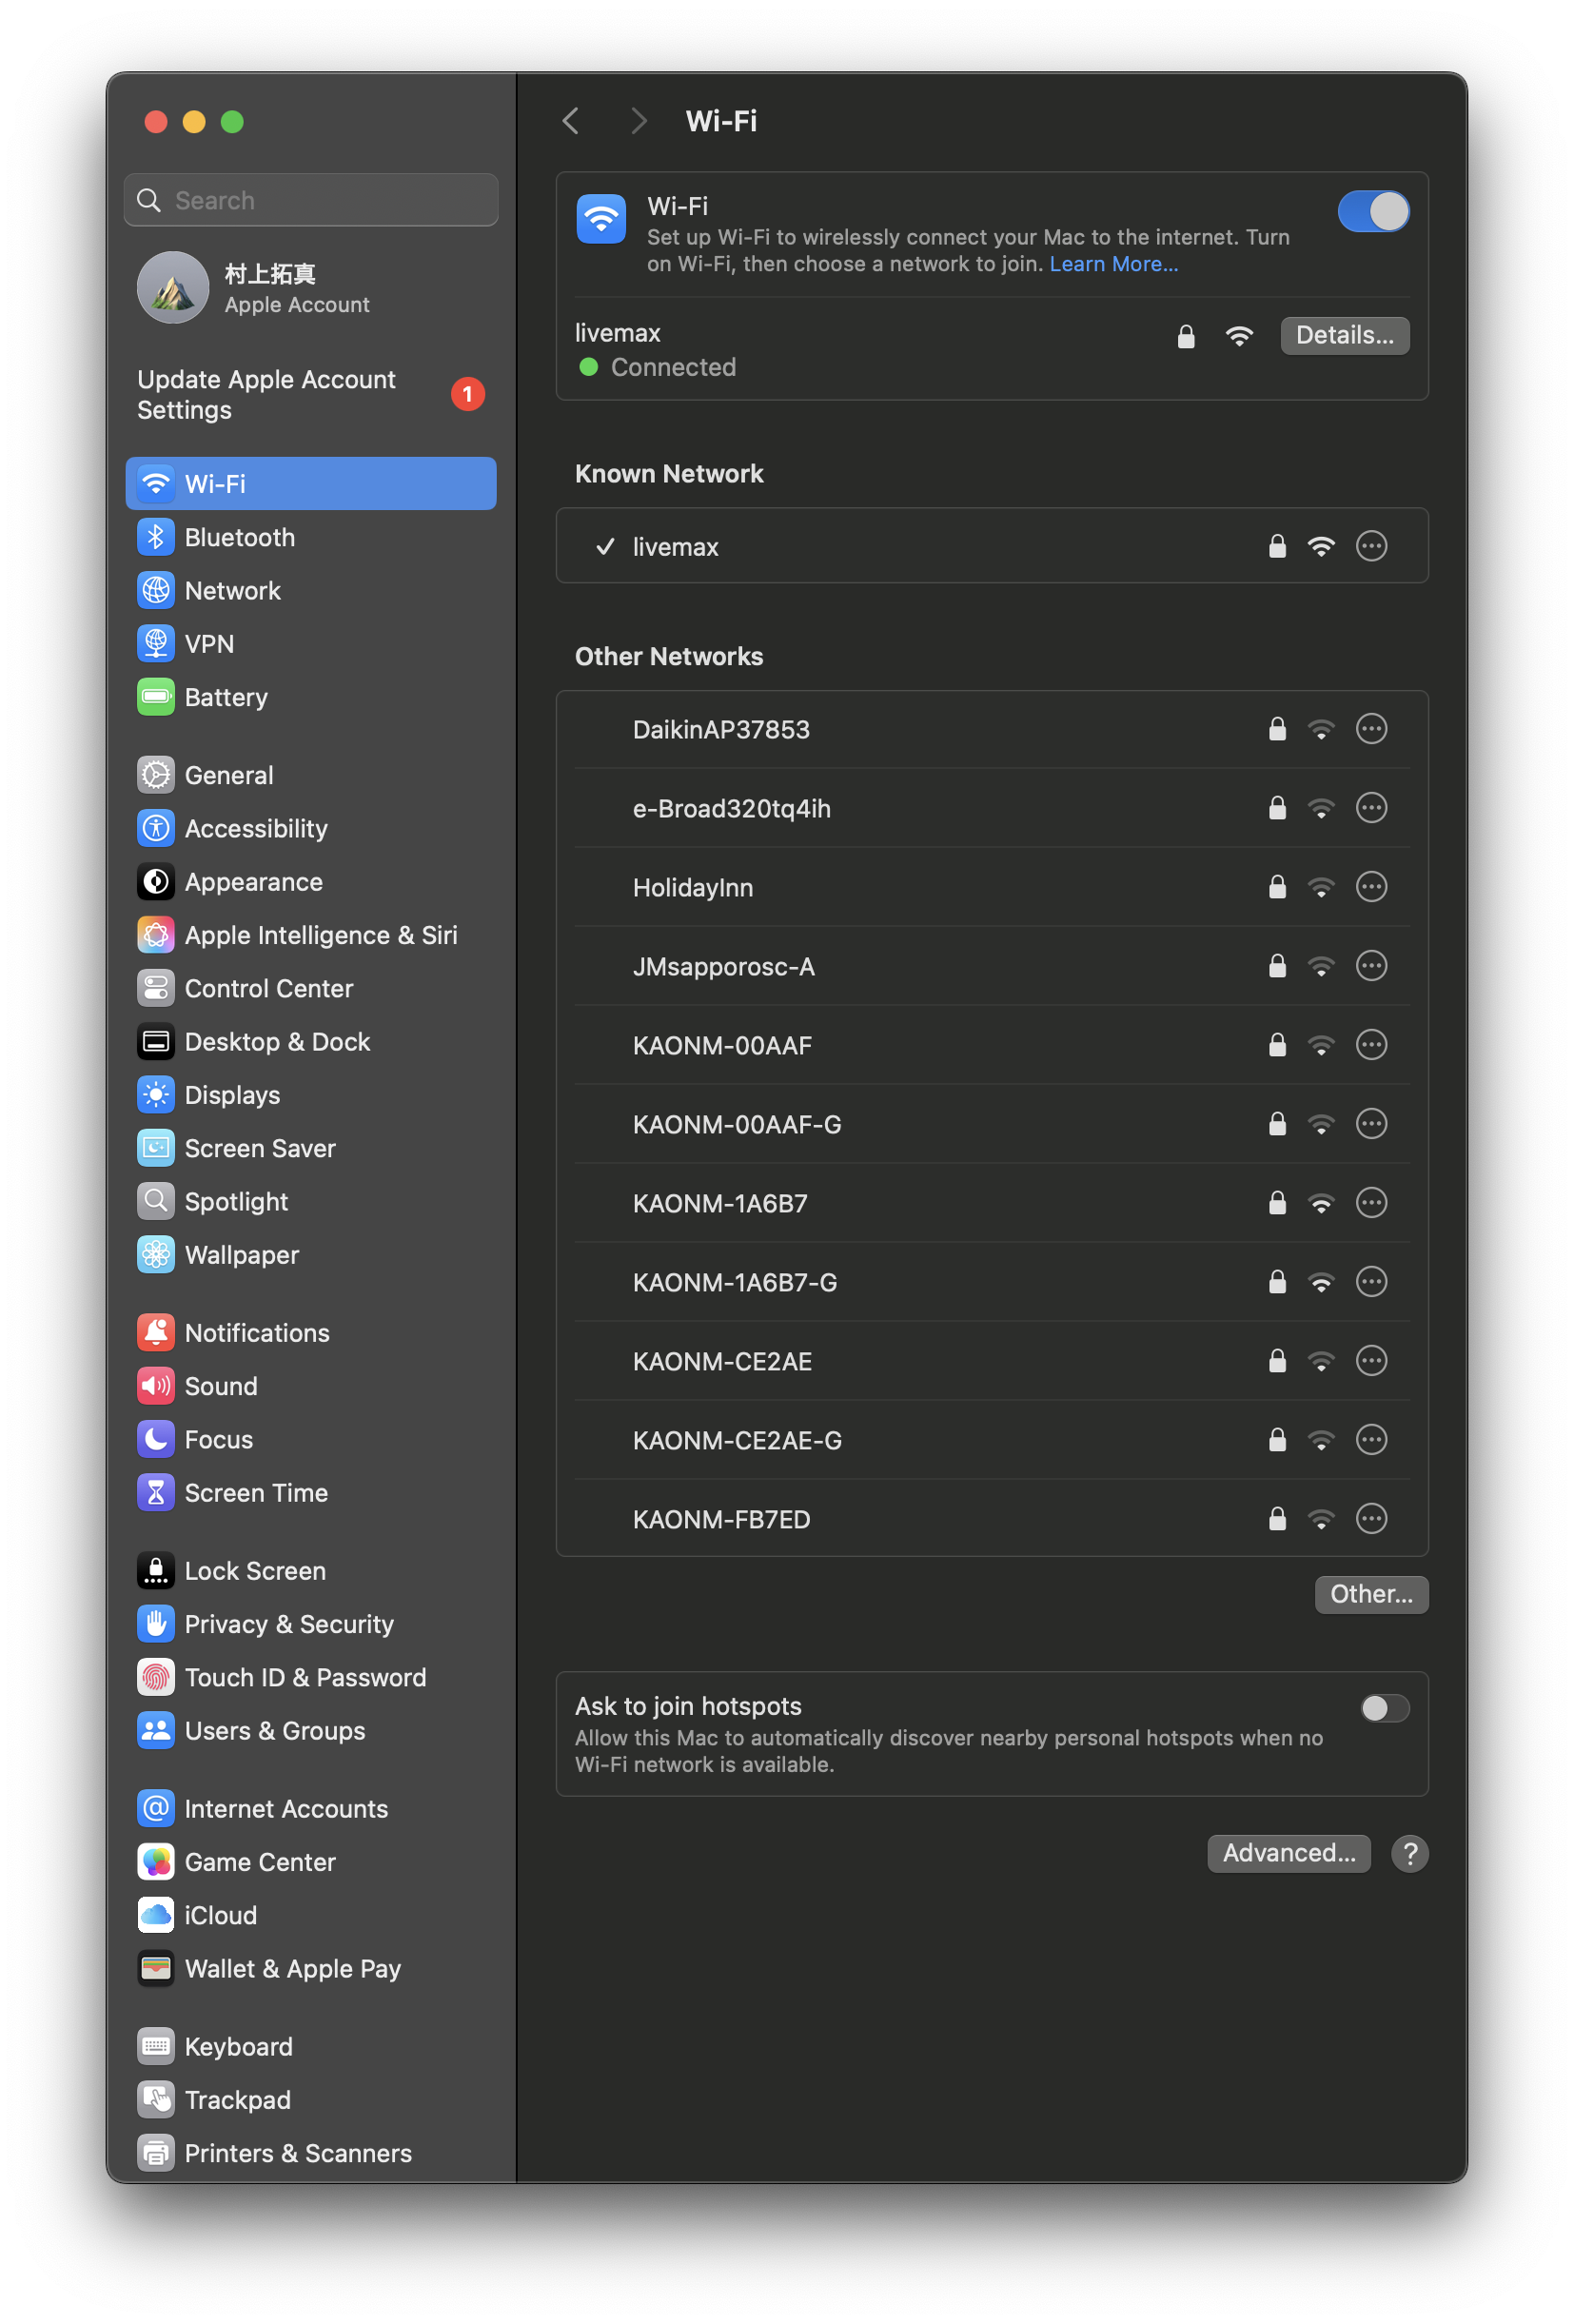 Search
村上拓真
Apple Account
Update Apple Account
Settings
1
Wi-Fi
Bluetooth
Network
VPN
Battery
General
Accessibility
Appearance
Apple Intelligence & Siri
Control Center
Desktop & Dock
Displays
Screen Saver
Spotlight
Wallpaper
Notifications
Sound
Focus
Screen Time
Lock Screen
Privacy & Security
Touch ID & Password
Users & Groups
Internet Accounts
Game Center
iCloud
Wallet & Apple Pay
Keyboard
Trackpad
Printers & Scanners
Wi-Fi
Wi-Fi
Set up Wi-Fi to wirelessly connect your Mac to the internet. Turn
on Wi-Fi, then choose a network to join. Learn More...
livemax
Details...
Connected
Known Network
livemax
Other Networks
DaikinAP37853
e-Broad320tq4ih
HolidayInn
JMsapporosc-A
KAONM-00AAF
KAONM-00AAF-G
KAONM-1A6B7
KAONM-1A6B7-G
KAONM-CE2AE
KAONM-CE2AE-G
KAONM-FB7ED
Other...
Ask to join hotspots
Allow this Mac to automatically discover nearby personal hotspots when no
Wi-Fi network is available.
Advanced...
?